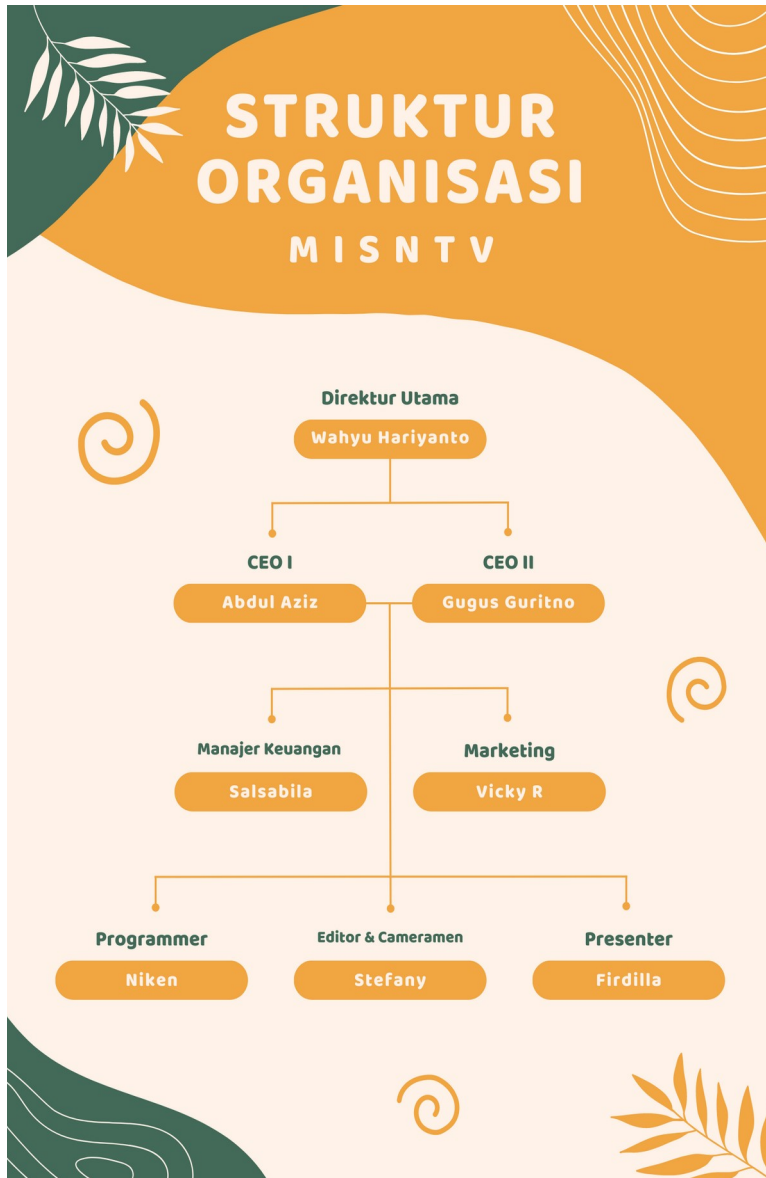 STRUKTUR
ORGANISASI
MISNTV
Direktur Utama
Wahyu Hariyanto
CEO I
CEO II
Abdul Aziz
Gugus Guritno
Manajer Keuangan
Marketing
Salsabila
Vicky R
Programmer
Editor & Cameramen
Presenter
Niken
Stefany
Firdilla